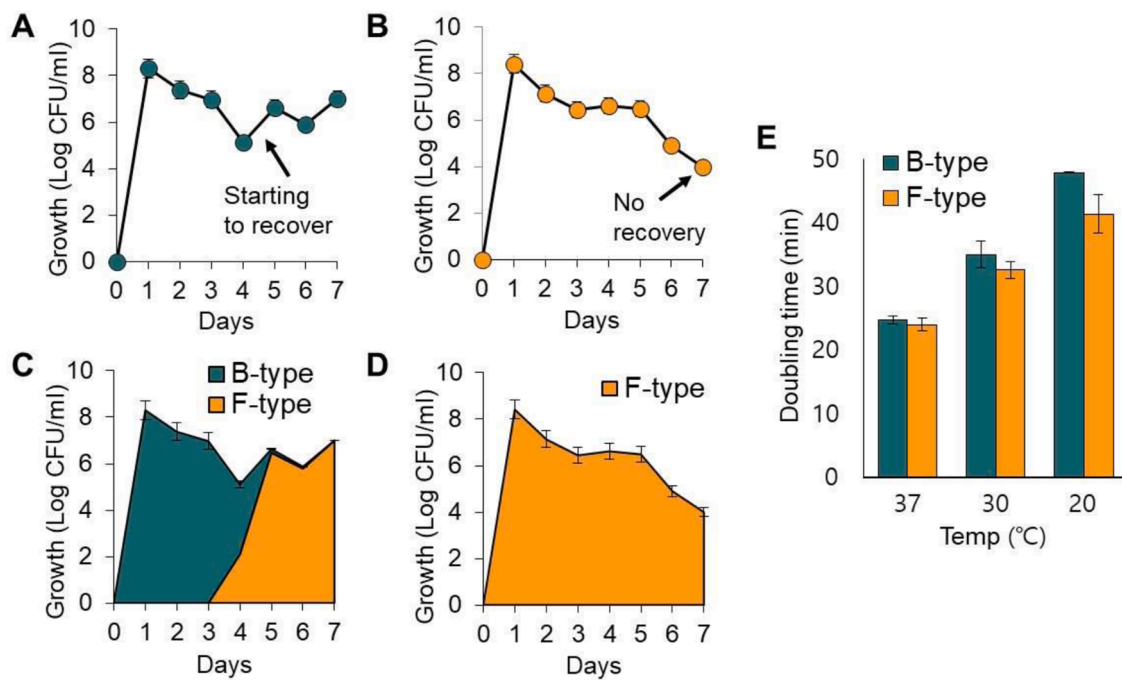 A
Growth (Log CFU/ml)
10
8
6
4
2
0
0 1 2 3 4 5 6 7
Days
Starting
to recover
B
Growth (Log CFU/ml)
10
8
6
4
2
0
0 1 2 3 4 5 6 7
Days
No
recovery
C
Growth (Log CFU/ml)
10
8
6
4
2
0
0 1 2 3 4 5 6 7
Days
B-type
F-type
D
Growth (Log CFU/ml)
10
8
6
4
2
0
0 1 2 3 4 5 6 7
Days
F-type
E
Doubling time (min)
50
40
30
20
10
0
37 30 20
Temp (℃)
B-type
F-type